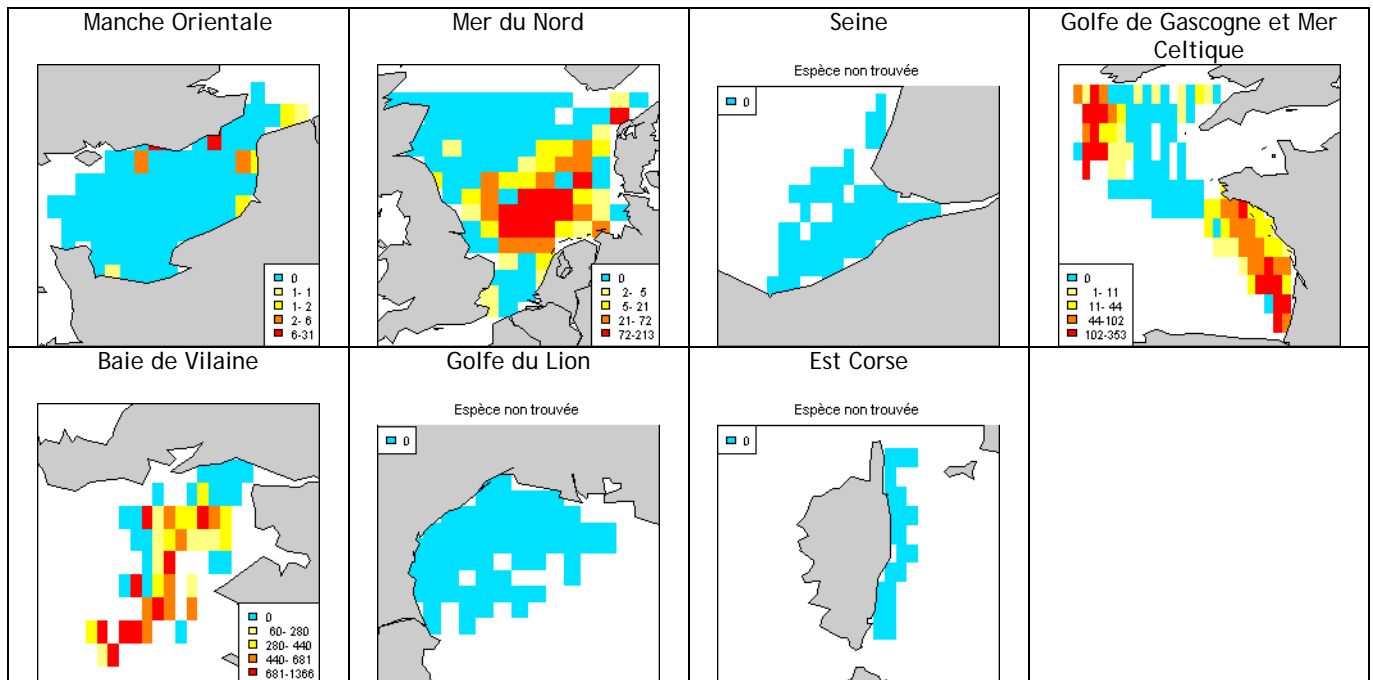 Manche Orientale
Mer du Nord
Seine
Golfe de Gascogne et Mer
Celtique
0
1- 1
1- 2
2- 6
6-31
0
2- 5
5- 21
21- 72
72-213
Espèce non trouvée
0
0
1- 11
11- 44
44-102
102-353
Baie de Vilaine
Golfe du Lion
Est Corse
0
60- 280
280- 440
440- 681
681-1366
Espèce non trouvée
0
Espèce non trouvée
0